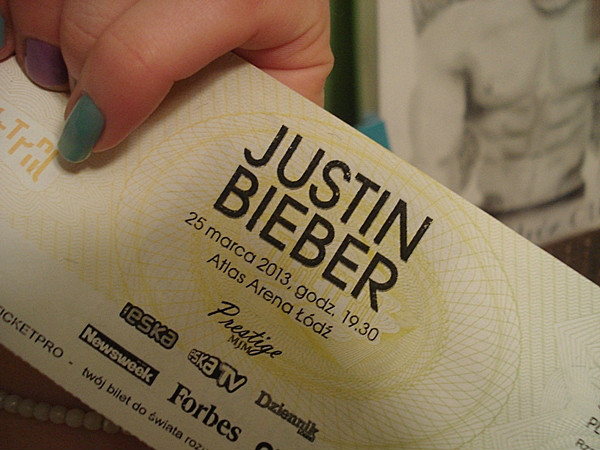 JUSTIN
BIEBER
25 marca 2013, godz. 19.30
Atlas Arena Łódź
Prestige
MJM
eska
eska TV
Newsweek
Forbes
Dziennik
TICKETPRO - twój bilet do świata